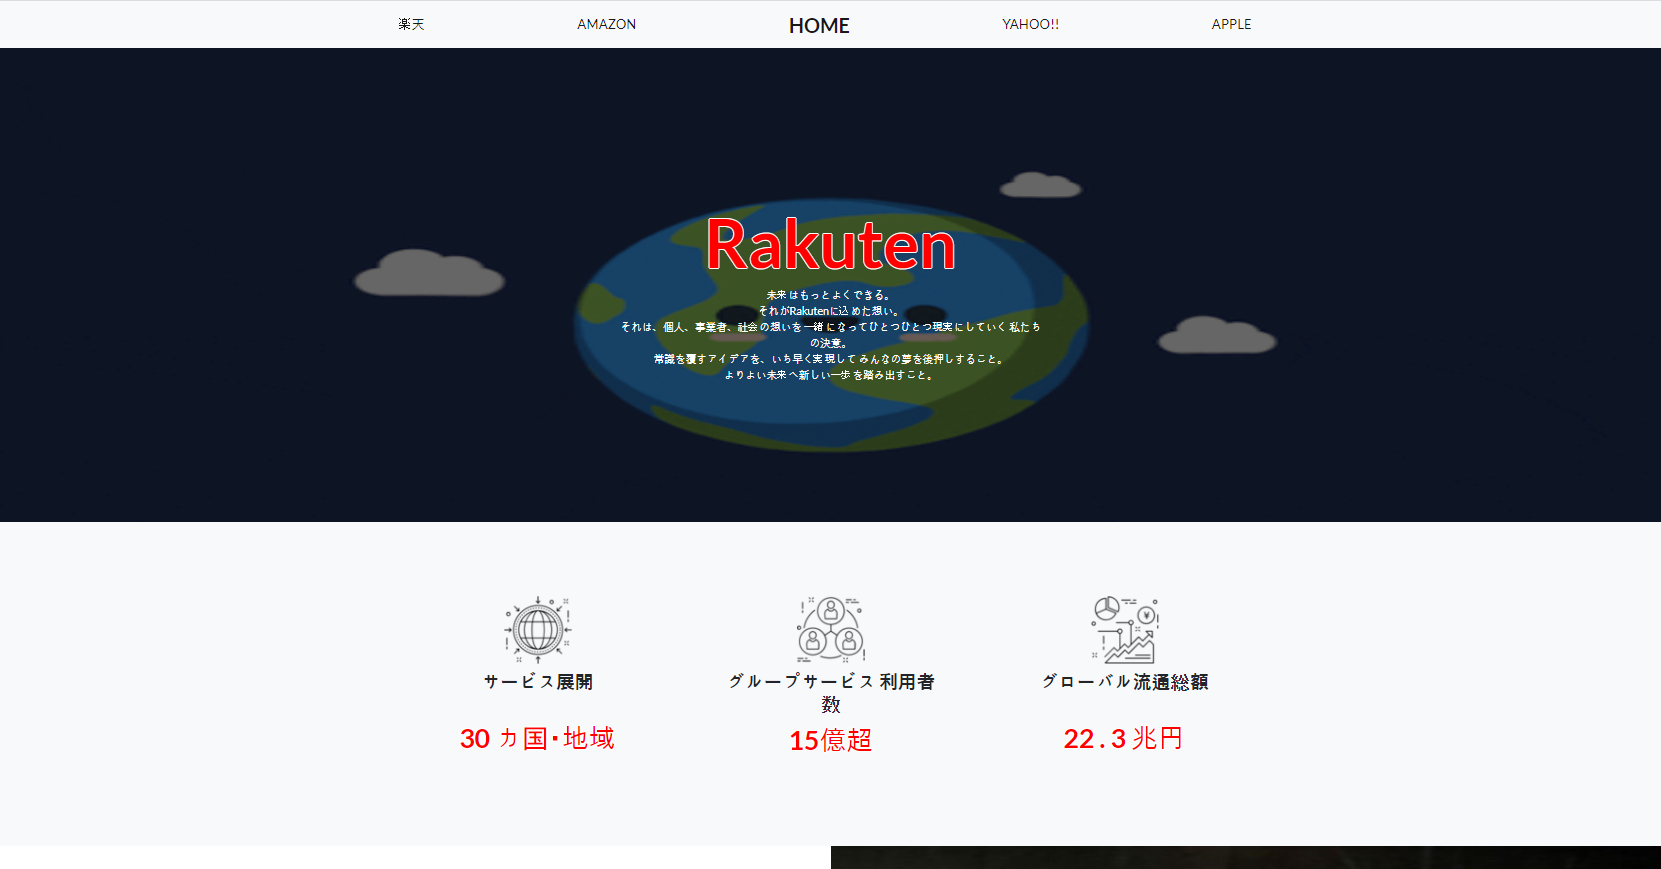 楽天
AMAZON
HOME
YAHOO!!
APPLE
Rakuten
未来はもっとよくできる。
それがRakutenに込めた想い。
それは、個人、事業者、社会の想いを一緒になってひとつひとつ現実にしていく私たち
の決意。
常識を覆すアイデアを、いち早く実現してみんなの夢を後押しすること。
よりよい未来へ新しい一歩を踏み出すこと。
サービス展開
30 カ国・地域
グループサービス利用者
数
15億超
グローバル流通総額
22.3 兆円